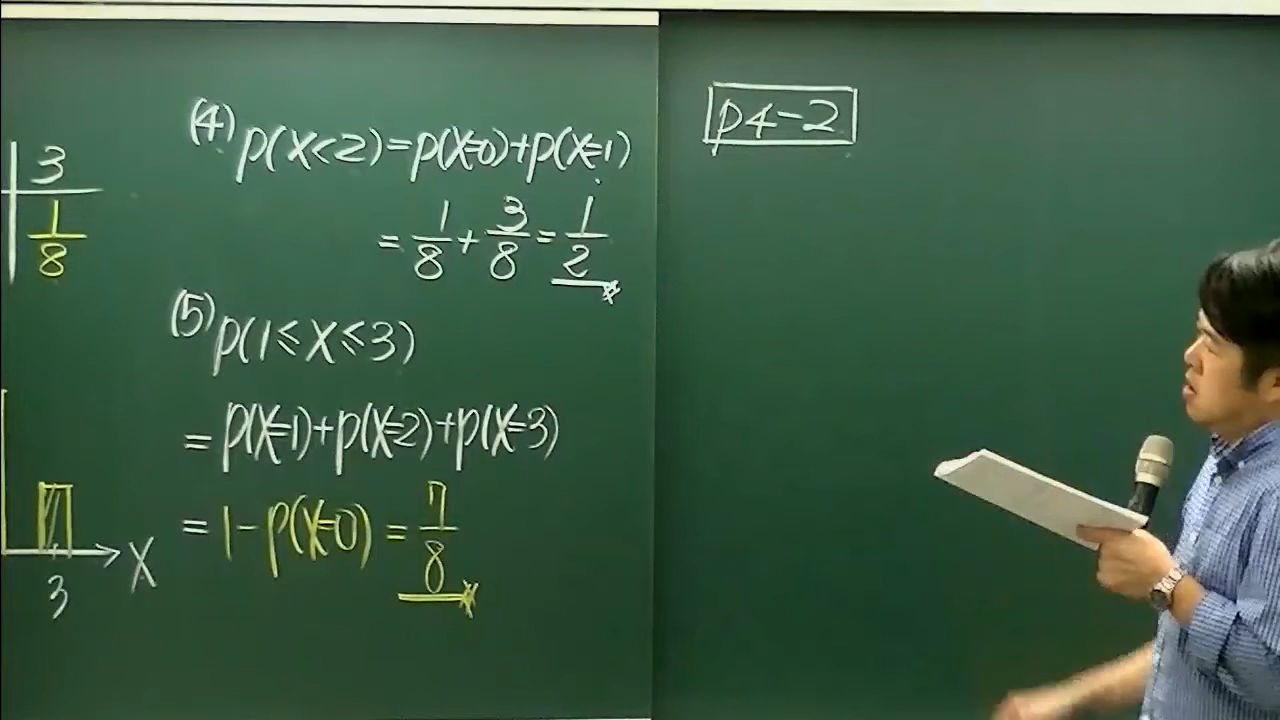 3
1/8
3
X
(4) p(X<2)=p(X=0)+p(X=1)
= 1/8 + 3/8 = 1/2
(5) p(1≤X≤3)
= p(X=1)+p(X=2)+p(X=3)
= 1-p(X=0) = 7/8
p4-2